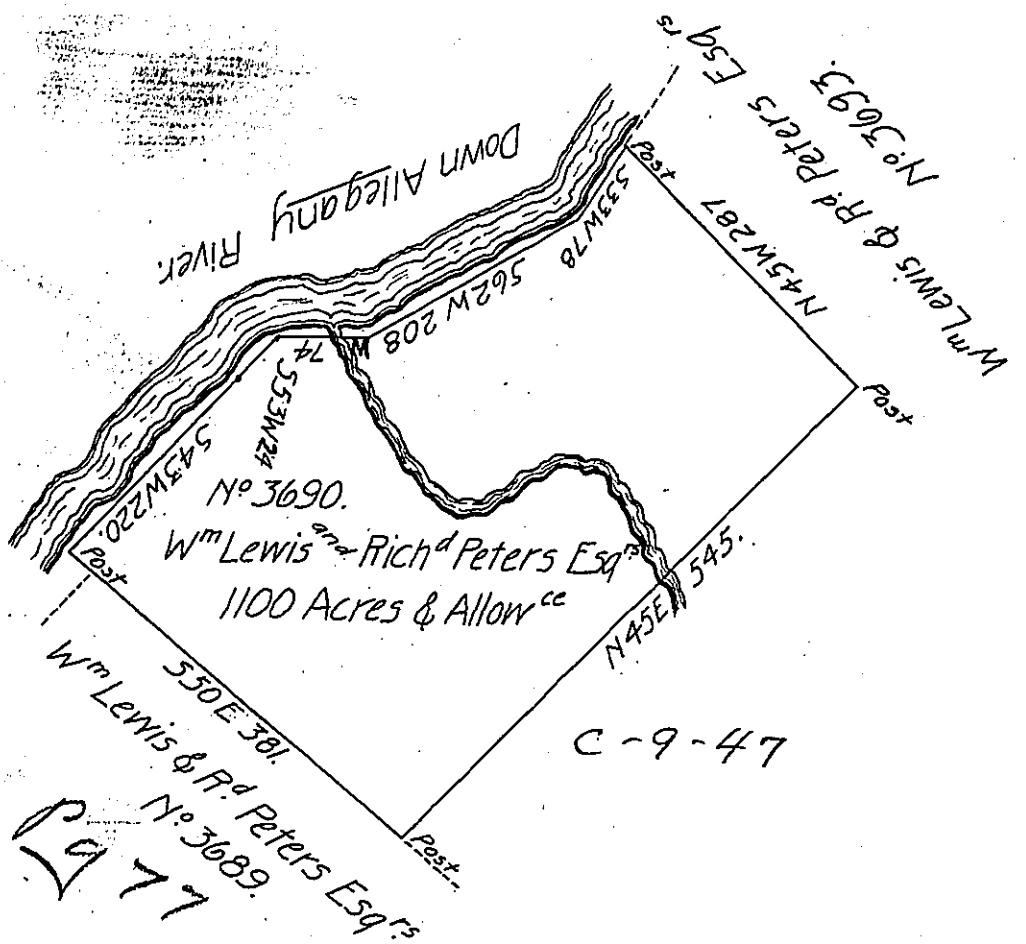 Wm Lewis & Rd Peters Esqrs
No 3693.
Down Allegany River.
Post
S33W78
N45W287
S62W 208
W
74
S53W24
S43W220.
Post
Post
No 3690.
Wm Lewis and Richd Peters Esqrs
1100 Acres & Allowce
N45E 545.
S50E 381.
Wm Lewis & Rd Peters Esqrs
No 3689.
Post
C-9-47
Pg 77